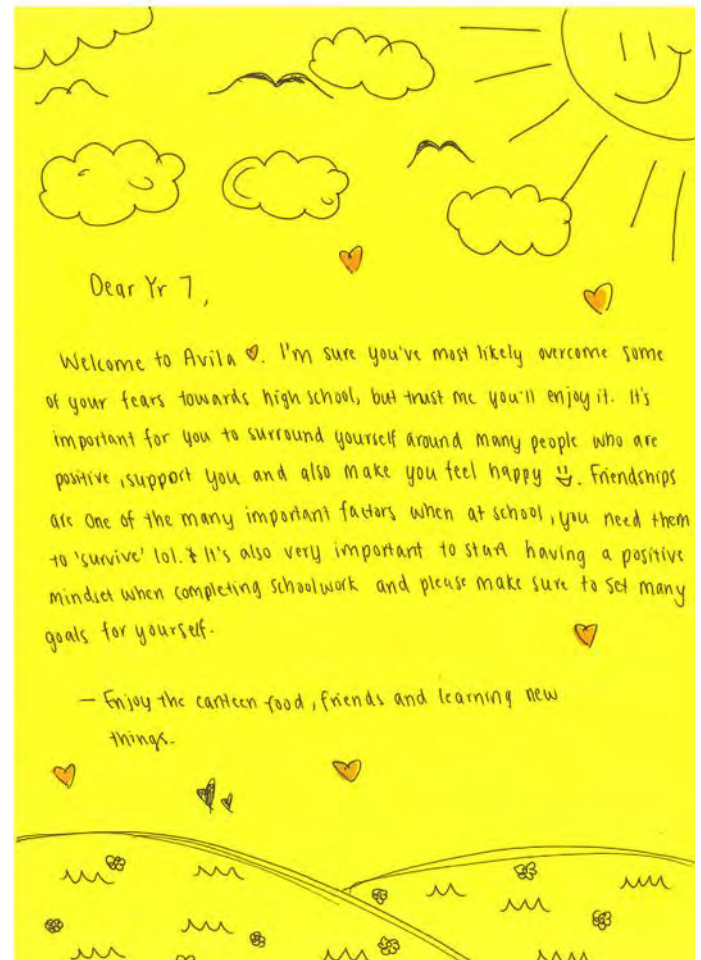 Dear Yr 7,
Welcome to Avila ♡. I'm sure you've most likely overcome some
of your fears towards high school, but trust me you'll enjoy it. It's
important for you to surround yourself around many people who are
positive, support you and also make you feel happy ü. Friendships
are one of the many important factors when at school, you need them
to 'survive' lol. It's also very important to start having a positive
mindset when completing schoolwork and please make sure to set many
goals for yourself.
— Enjoy the canteen food, friends and learning new
things.